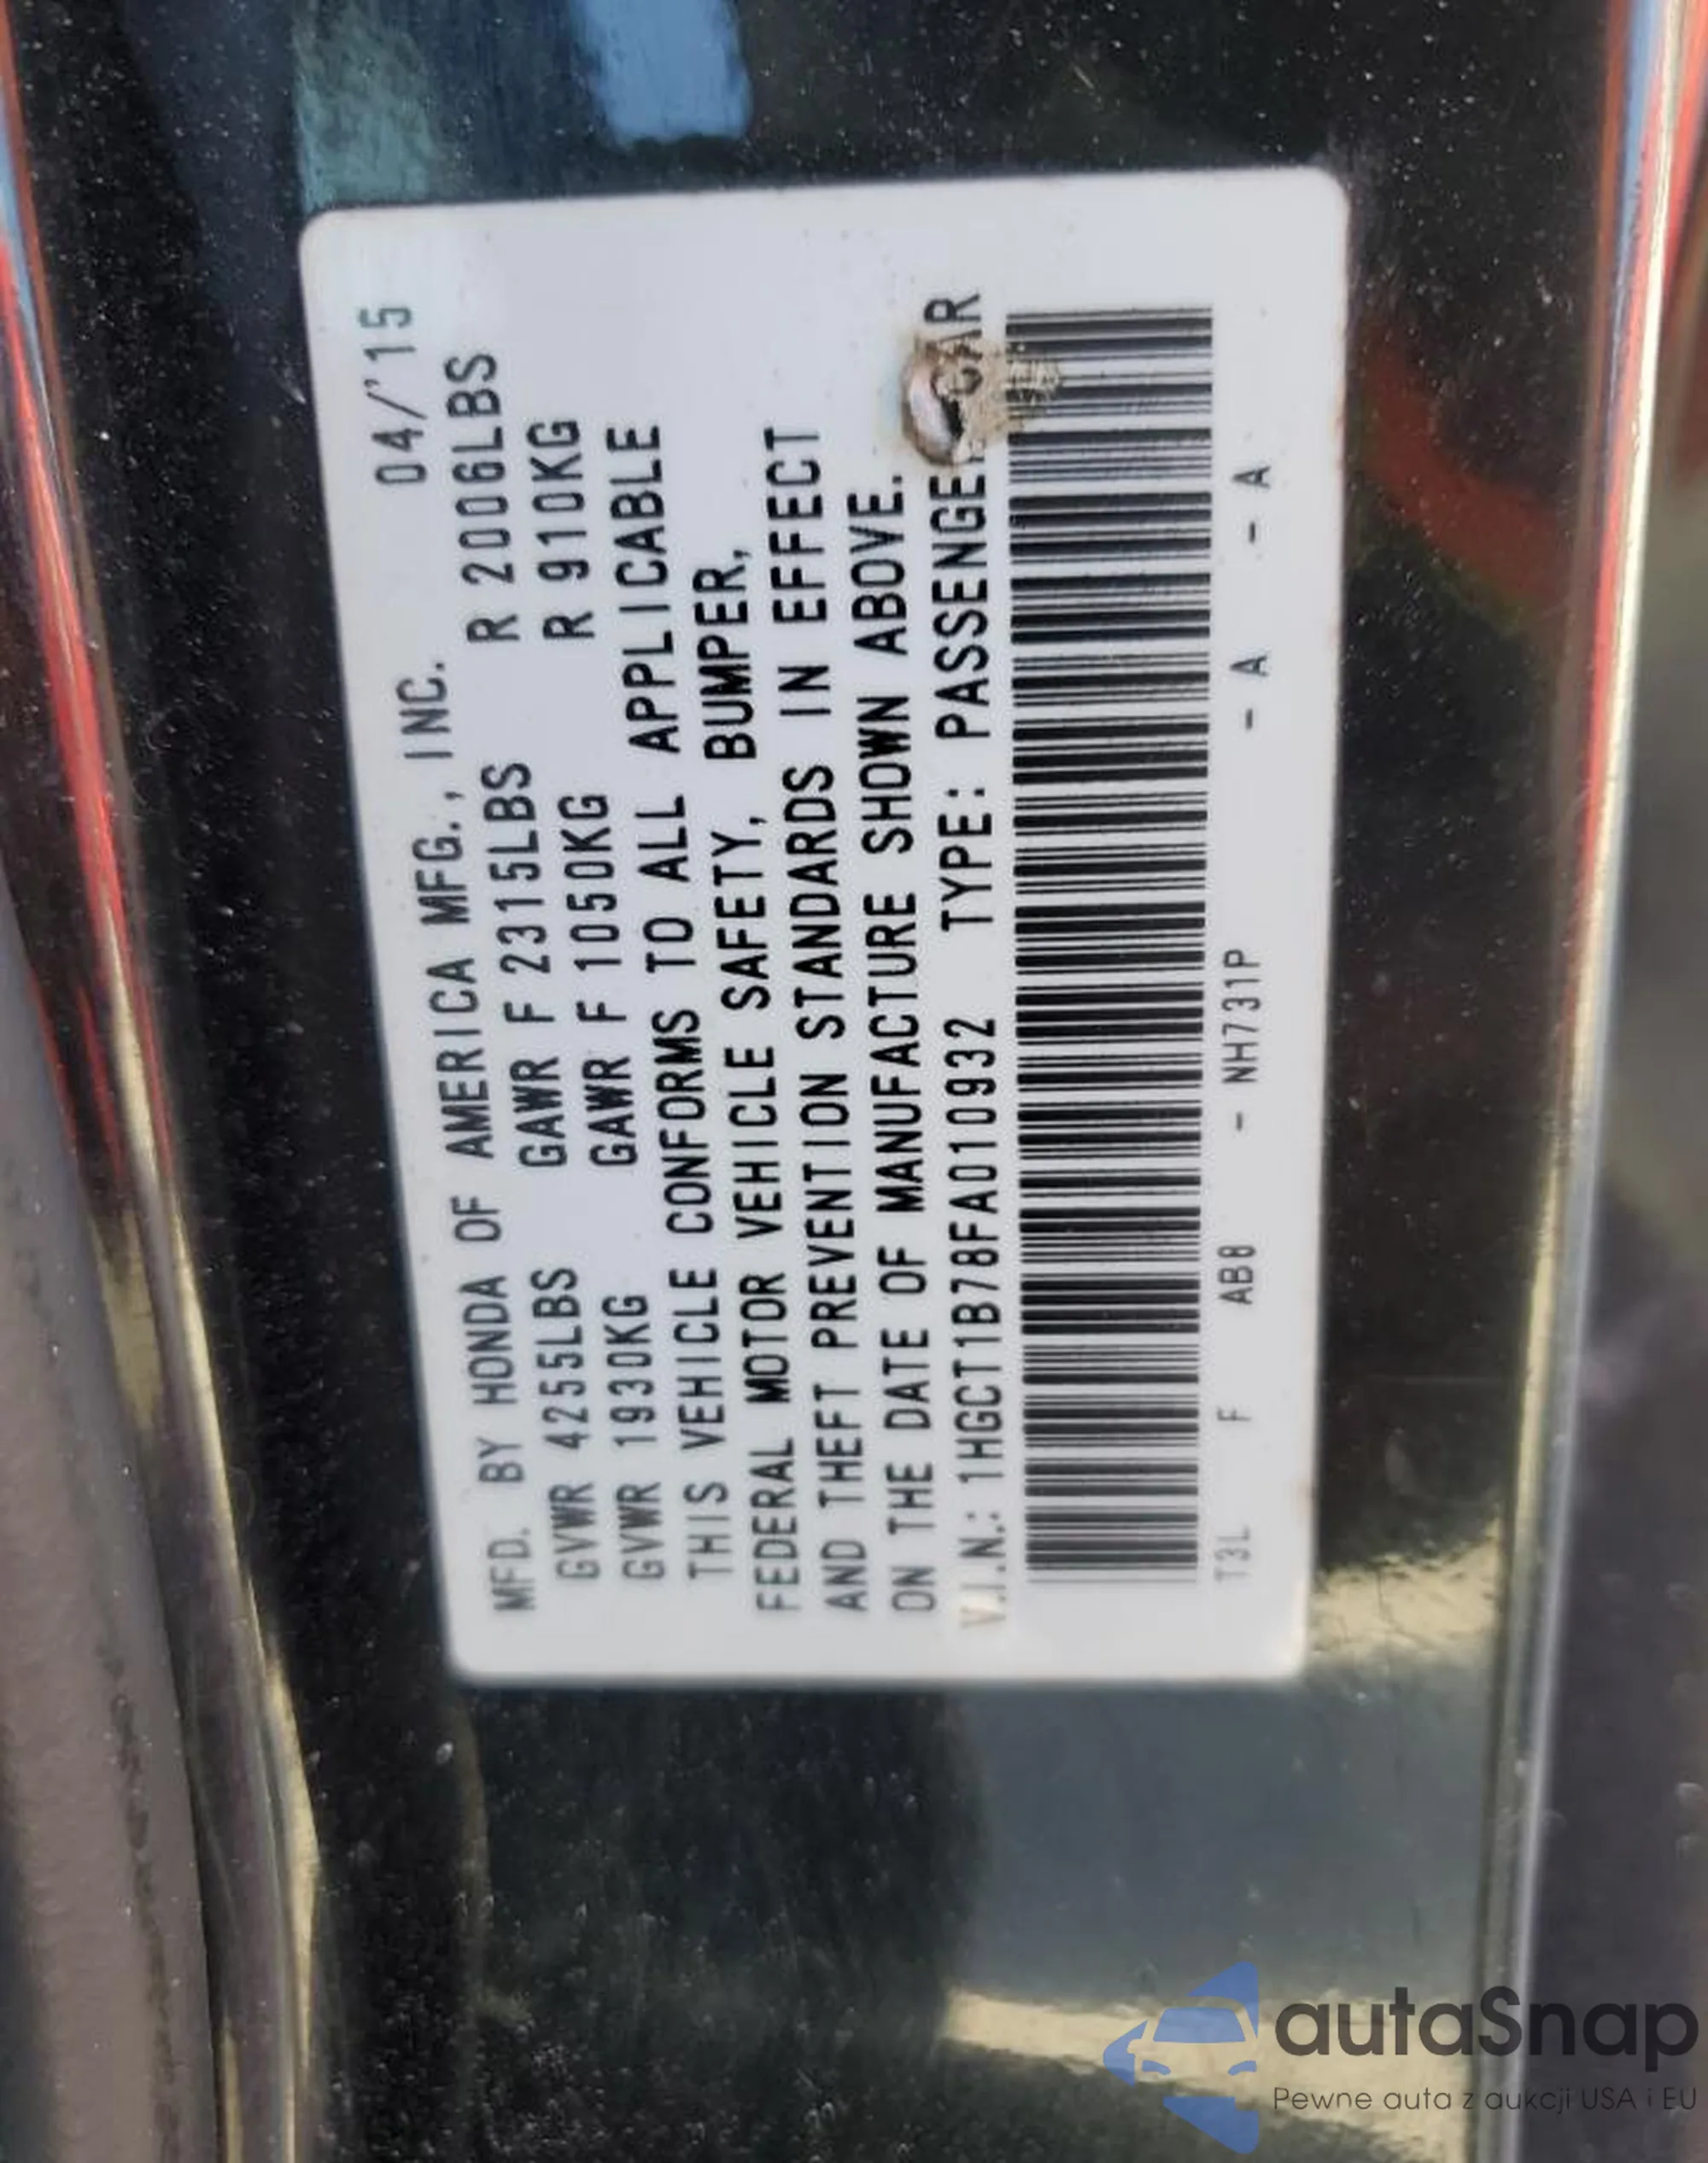 MFD. BY HONDA OF AMERICA MFG., INC. 04/'15
GVWR 4255LBS GAWR F 2315LBS R 2006LBS
GVWR 1930KG GAWR F 1050KG R 910KG
THIS VEHICLE CONFORMS TO ALL APPLICABLE
FEDERAL MOTOR VEHICLE SAFETY, BUMPER,
AND THEFT PREVENTION STANDARDS IN EFFECT
ON THE DATE OF MANUFACTURE SHOWN ABOVE.
V.I.N.: 1HGCT1B78FA010932 TYPE: PASSENGER CAR
T3L F AB8 - NH731P - A - A
autaSnap
Pewne auta z aukcji USA i EU